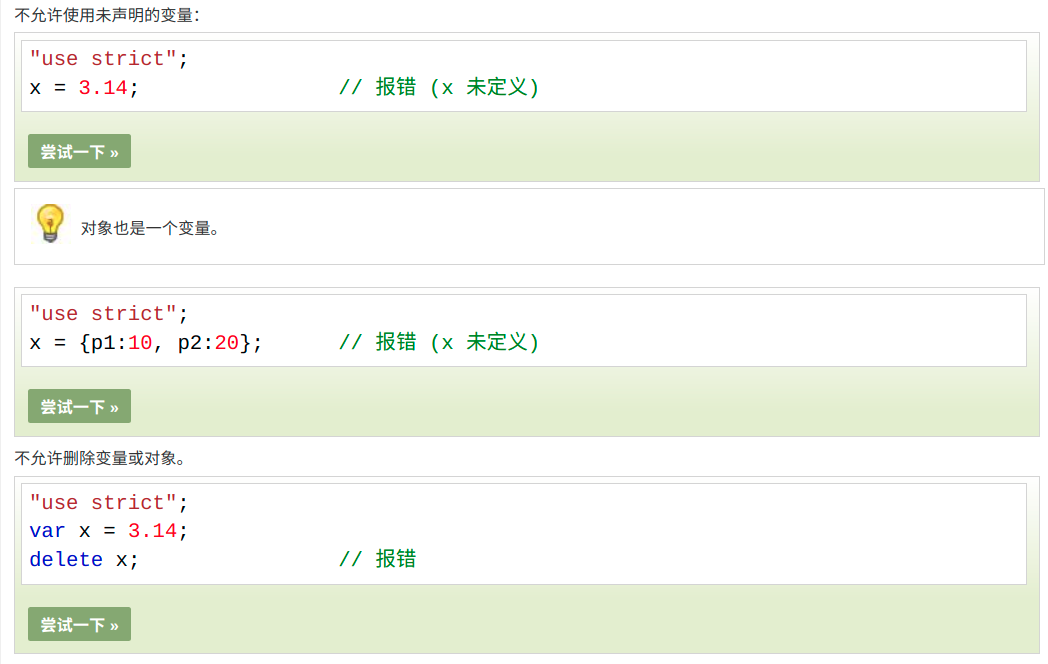 不允许使用未声明的变量：
"use strict";
x = 3.14;                // 报错 (x 未定义)
尝试一下 »
对象也是一个变量。
"use strict";
x = {p1:10, p2:20};      // 报错 (x 未定义)
尝试一下 »
不允许删除变量或对象。
"use strict";
var x = 3.14;
delete x;                // 报错
尝试一下 »